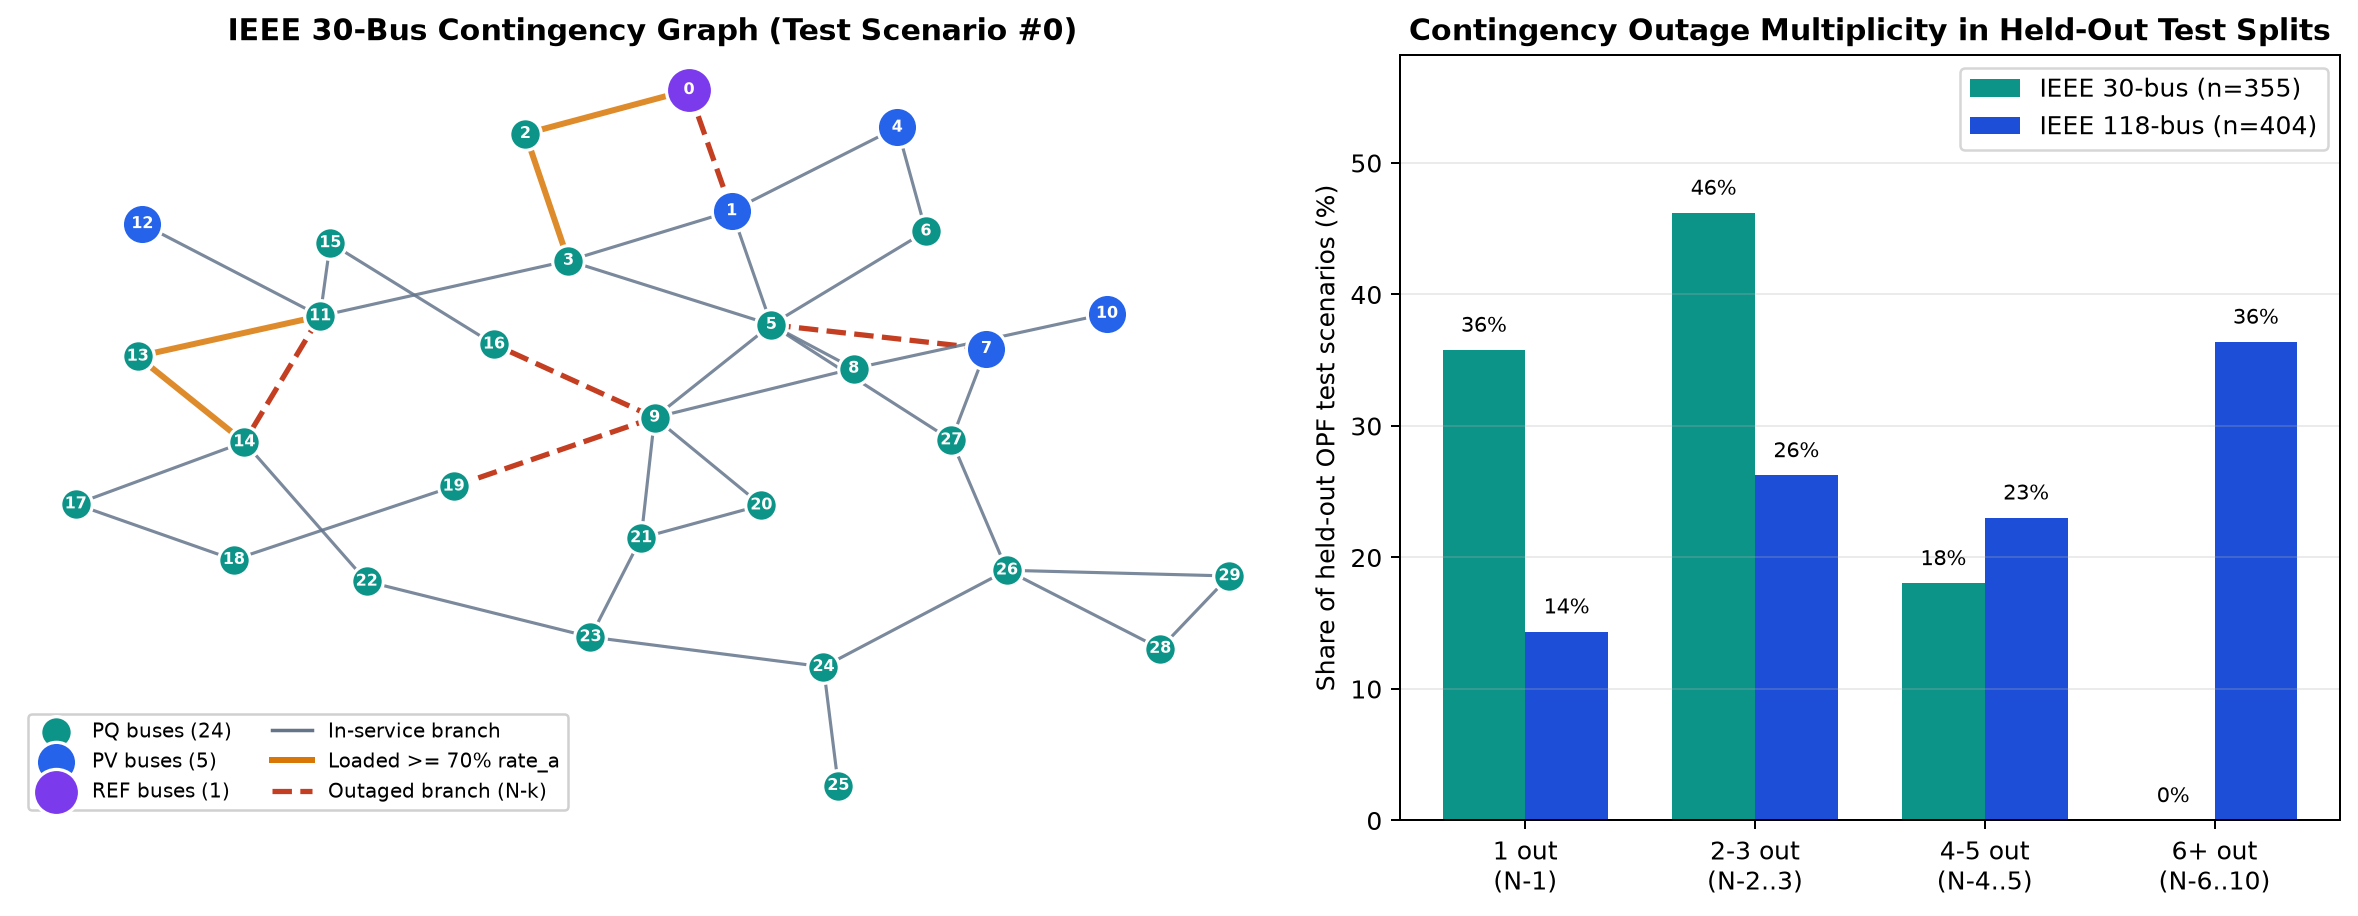 IEEE 30-Bus Contingency Graph (Test Scenario #0)
0
2
4
1
12
6
15
3
10
11
5
16
7
13
8
9
14
27
19
17
20
21
18
26
29
22
23
28
24
25
PQ buses (24)
PV buses (5)
REF buses (1)
In-service branch
Loaded >= 70% rate_a
Outaged branch (N-k)
Contingency Outage Multiplicity in Held-Out Test Splits
IEEE 30-bus (n=355)
IEEE 118-bus (n=404)
Share of held-out OPF test scenarios (%)
50
40
30
20
10
0
36%
14%
46%
26%
18%
23%
0%
36%
1 out
(N-1)
2-3 out
(N-2..3)
4-5 out
(N-4..5)
6+ out
(N-6..10)